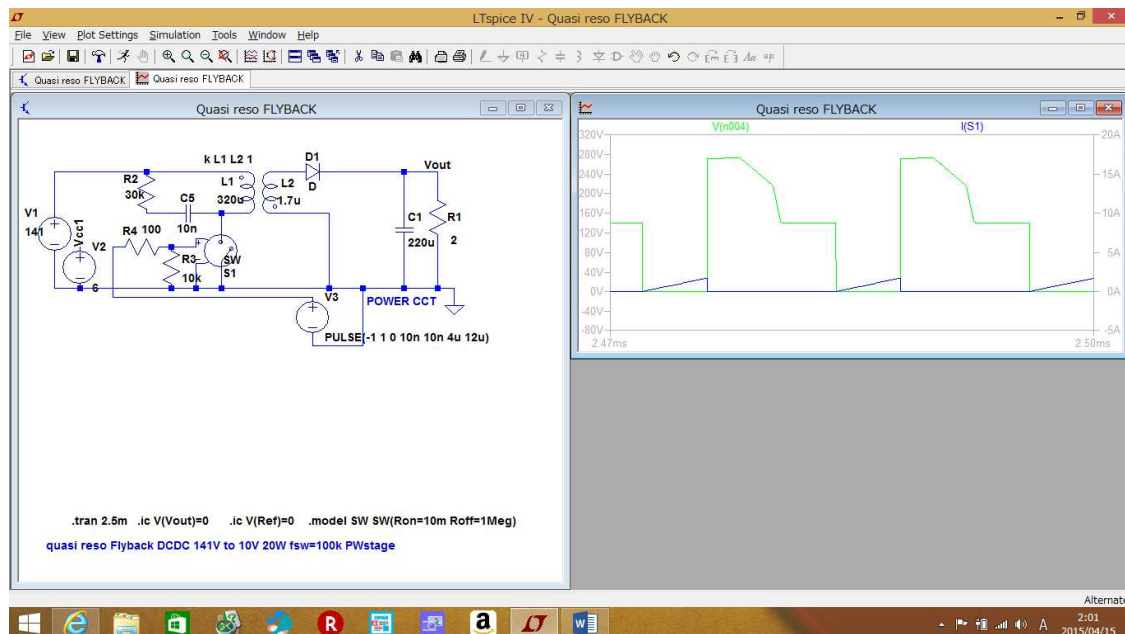 LTspice IV - Quasi reso FLYBACK
File View Plot Settings Simulation Tools Window Help
Quasi reso FLYBACK
Quasi reso FLYBACK
Quasi reso FLYBACK
k L1 L2 1
D1
Vout
R2
30k
C5
10n
L1
320u
L2
1.7u
D
V1
141
Vcc1
V2
6
R4 100
R3
10k
SW
S1
C1
220u
R1
2
V3
POWER CCT
PULSE(-1 1 0 10n 10n 4u 12u)
.tran 2.5m .ic V(Vout)=0 .ic V(Ref)=0 .model SW SW(Ron=10m Roff=1Meg)
quasi reso Flyback DCDC 141V to 10V 20W fsw=100k PWstage
Quasi reso FLYBACK
V(n004)
I(S1)
320V
280V
240V
200V
160V
120V
80V
40V
0V
-40V
-80V
20A
15A
10A
5A
0A
-5A
2.47ms
2.50ms
Alternate
A
2:01
2015/04/15